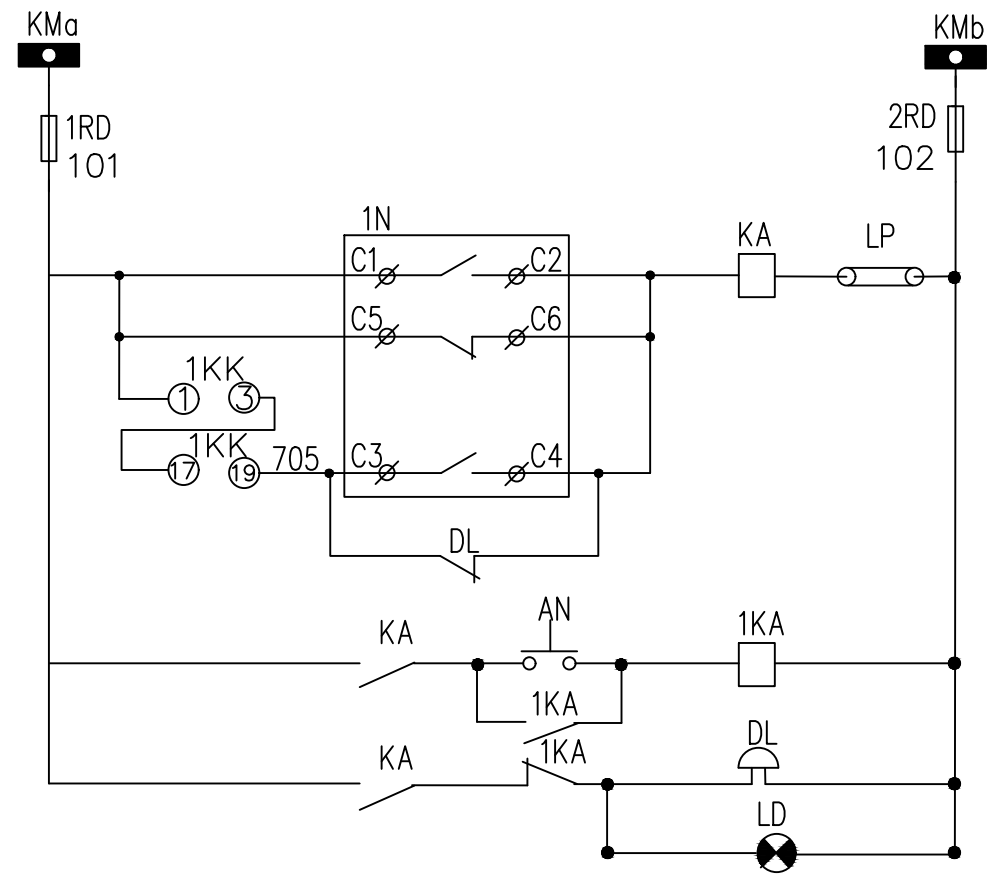 KMa
KMb
1RD
101
2RD
102
1N
KA
LP
C1
C2
C5
C6
1KK
1
3
1KK
17
19
705
C3
C4
DL
AN
KA
1KA
1KA
1KA
KA
DL
LD